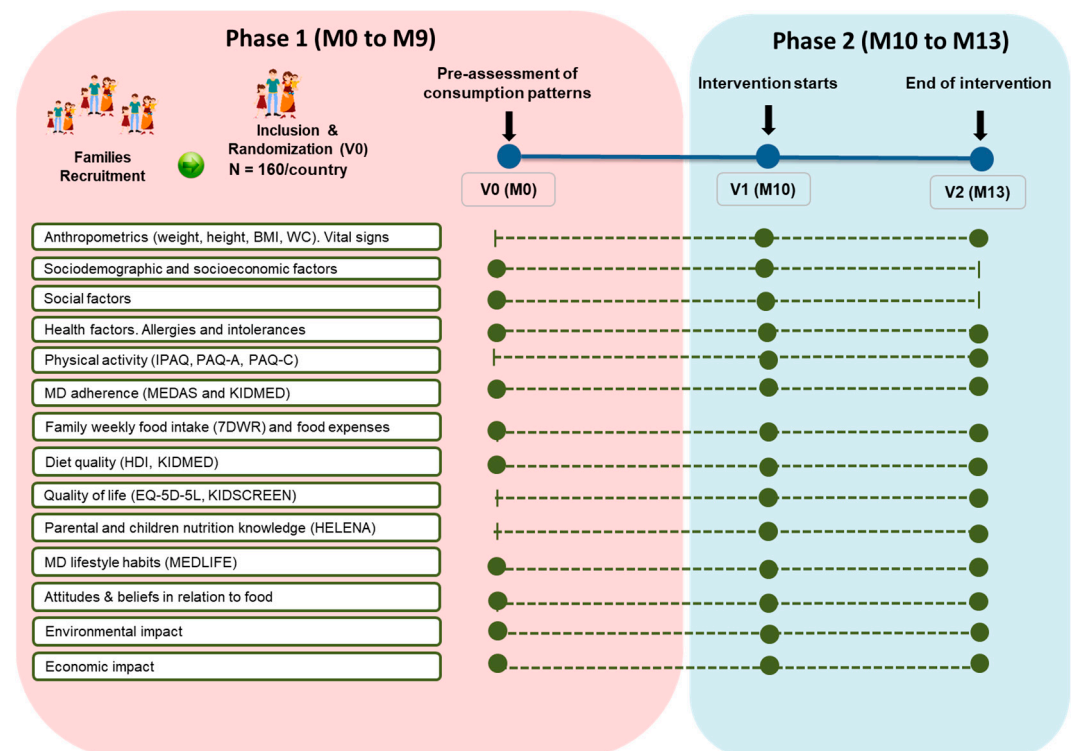 Phase 1 (M0 to M9)
Phase 2 (M10 to M13)
Families
Recruitment
Inclusion &
Randomization (V0)
N = 160/country
Pre-assessment of
consumption patterns
Intervention starts
End of intervention
V0 (M0)
V1 (M10)
V2 (M13)
Anthropometrics (weight, height, BMI, WC). Vital signs
Sociodemographic and socioeconomic factors
Social factors
Health factors. Allergies and intolerances
Physical activity (IPAQ, PAQ-A, PAQ-C)
MD adherence (MEDAS and KIDMED)
Family weekly food intake (7DWR) and food expenses
Diet quality (HDI, KIDMED)
Quality of life (EQ-5D-5L, KIDSCREEN)
Parental and children nutrition knowledge (HELENA)
MD lifestyle habits (MEDLIFE)
Attitudes & beliefs in relation to food
Environmental impact
Economic impact